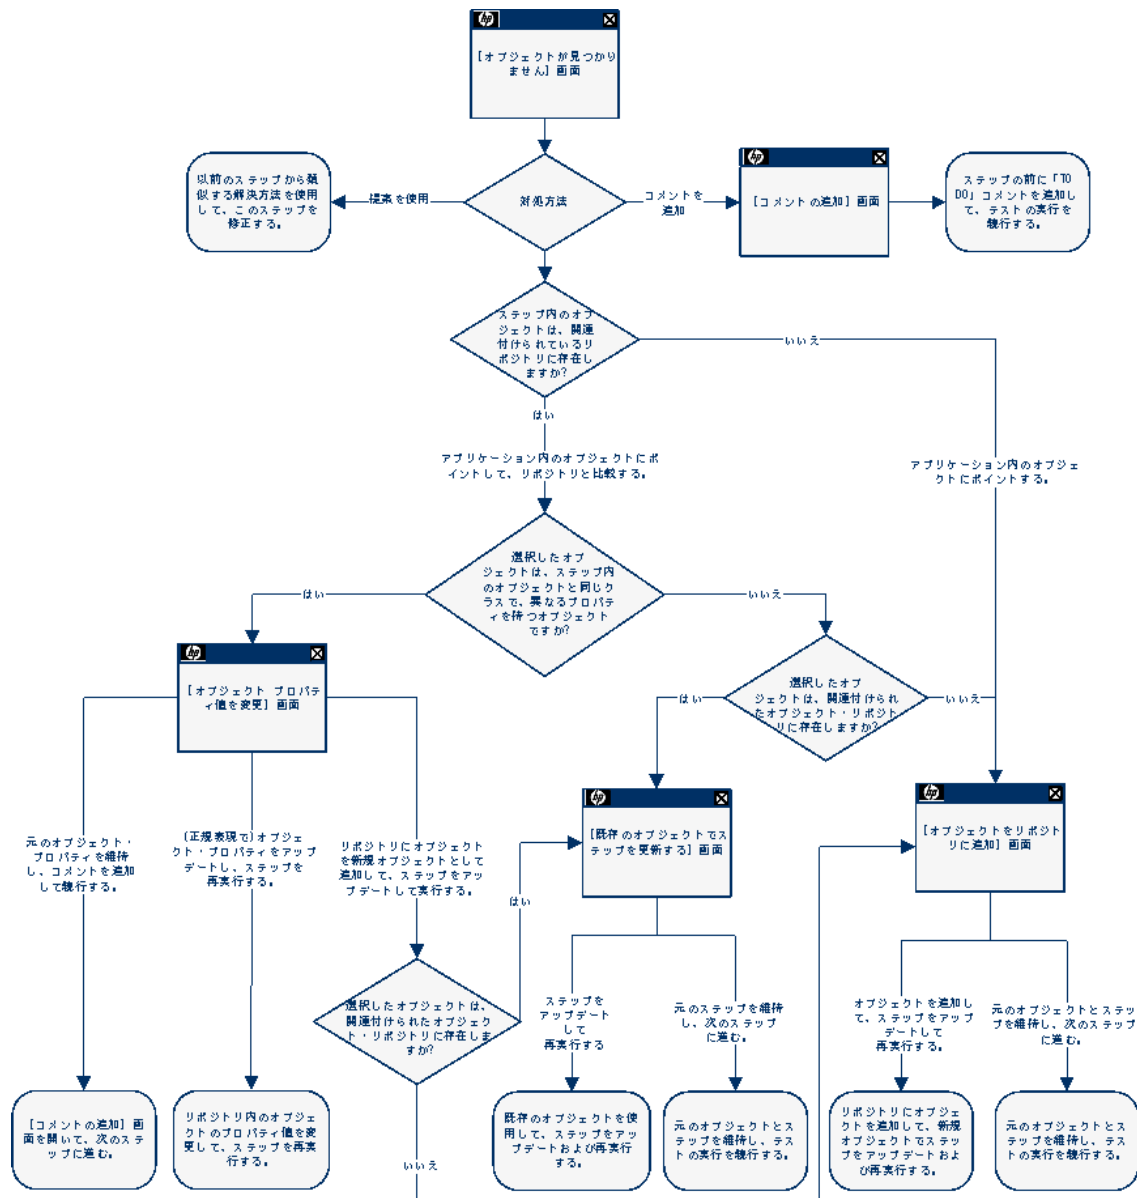 hp
[オブジェクトが見つかり
ません] 画面
以前のステップから類
似する解決方法を使用
して、このステップを
修正する。
提案を使用
対処方法
コメントを
追加
hp
[コメントの追加] 画面
ステップの前に「TO
DO」コメントを追加し
て、テストの実行を
続行する。
ステップ内のオブ
ジェクトは、関連
付けられているリ
ポジトリに存在し
ますか?
いいえ
はい
アプリケーション内のオブジェクトにポ
イントして、リポジトリと比較する。
アプリケーション内のオブジェ
クトにポイントする。
選択したオブ
ジェクトは、ステップ内
のオブジェクトと同じク
ラスで、異なるプロパテ
ィを持つオブジェクト
ですか?
はい
いいえ
hp
[オブジェクト プロパテ
ィ値を変更] 画面
選択したオブ
ジェクトは、関連付けられ
たオブジェクト・リポジト
リに存在しますか?
はい
いいえ
hp
[既存のオブジェクトでス
テップを更新する] 画面
hp
[オブジェクトをリポジト
リに追加] 画面
元のオブジェクト・
プロパティを維持
し、コメントを追加
して続行する。
(正規表現で)オブジェ
クト・プロパティをアップ
デートし、ステップを
再実行する。
リポジトリにオブジェクト
を新規オブジェクトとして
追加して、ステップをアッ
プデートして実行する。
はい
選択したオブジェクトは、
関連付けられたオブジェク
ト・リポジトリに存在しま
すか?
ステップを
アップデート
して
再実行する
元のステップを維持
し、次のステップ
に進む。
オブジェクトを追加し
て、ステップをアップ
デートして
再実行する。
元のオブジェクトとステッ
プを維持し、次のステップ
に進む。
[コメントの追加] 画
面を開いて、次のステ
ップに進む。
リポジトリ内のオブジェ
クトのプロパティ値を変
更して、ステップを再実
行する。
いいえ
既存のオブジェクトを使
用して、ステップをアッ
プデートおよび再実行
する。
元のオブジェクトとス
テップを維持し、テス
トの実行を続行する。
リポジトリにオブジェ
クトを追加して、新規
オブジェクトでステッ
プをアップデートおよ
び再実行する。
元のオブジェクトとス
テップを維持し、テス
トの実行を続行する。